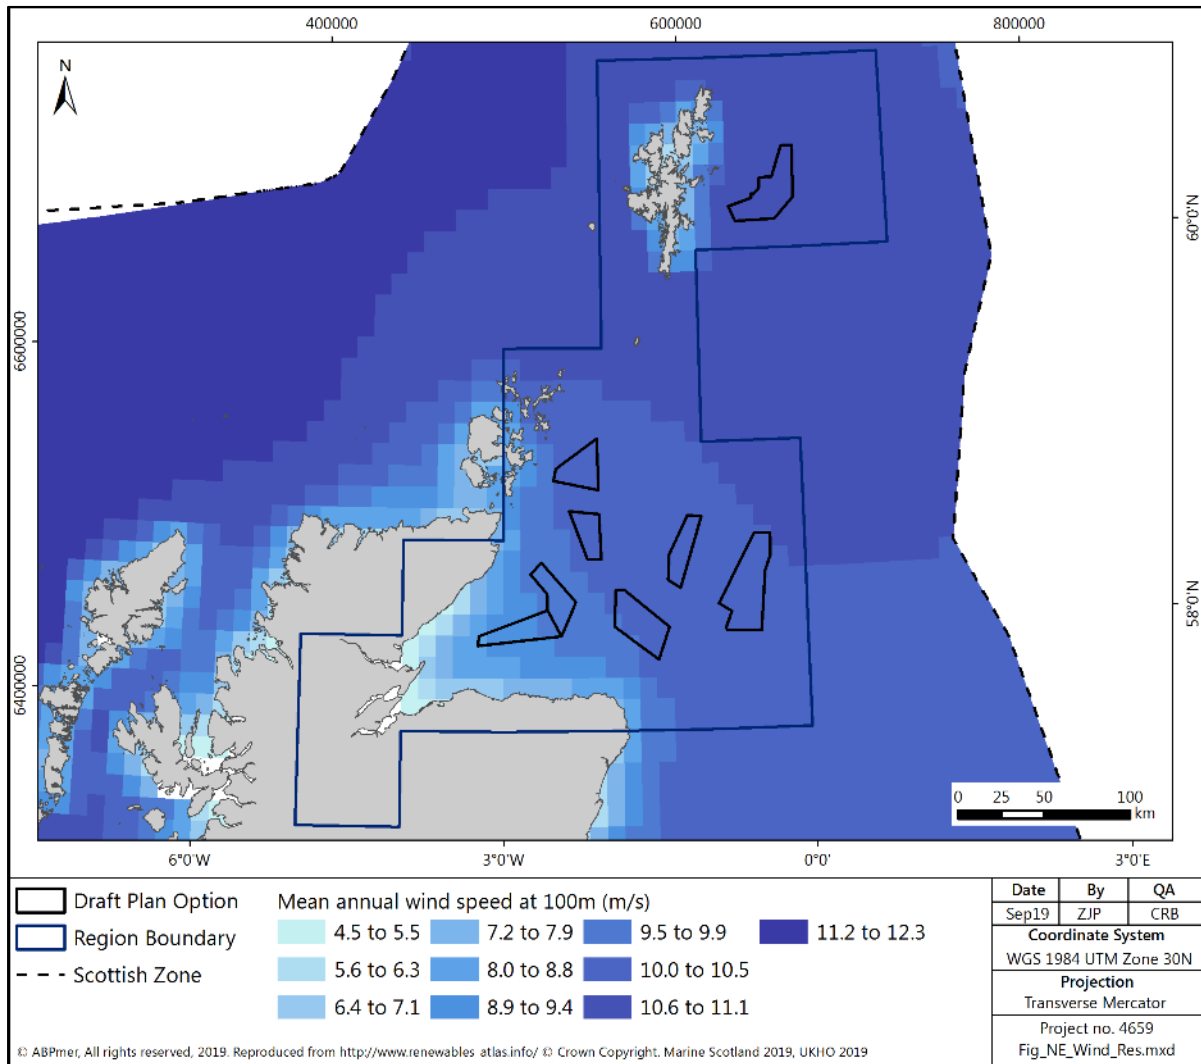 400000 600000 800000
N
60°0'N
6600000
58°0'N
6400000
0 25 50 100
km
6°0'W 3°0'W 0°0' 3°0'E
Draft Plan Option
Region Boundary
Scottish Zone
Mean annual wind speed at 100m (m/s)
4.5 to 5.5 7.2 to 7.9 9.5 to 9.9 11.2 to 12.3
5.6 to 6.3 8.0 to 8.8 10.0 to 10.5
6.4 to 7.1 8.9 to 9.4 10.6 to 11.1
Date By QA
Sep19 ZJP CRB
Coordinate System
WGS 1984 UTM Zone 30N
Projection
Transverse Mercator
Project no. 4659
Fig_NE_Wind_Res.mxd
© ABPmer, All rights reserved, 2019. Reproduced from http://www.renewables atlas.info/ © Crown Copyright. Marine Scotland 2019, UKHO 2019